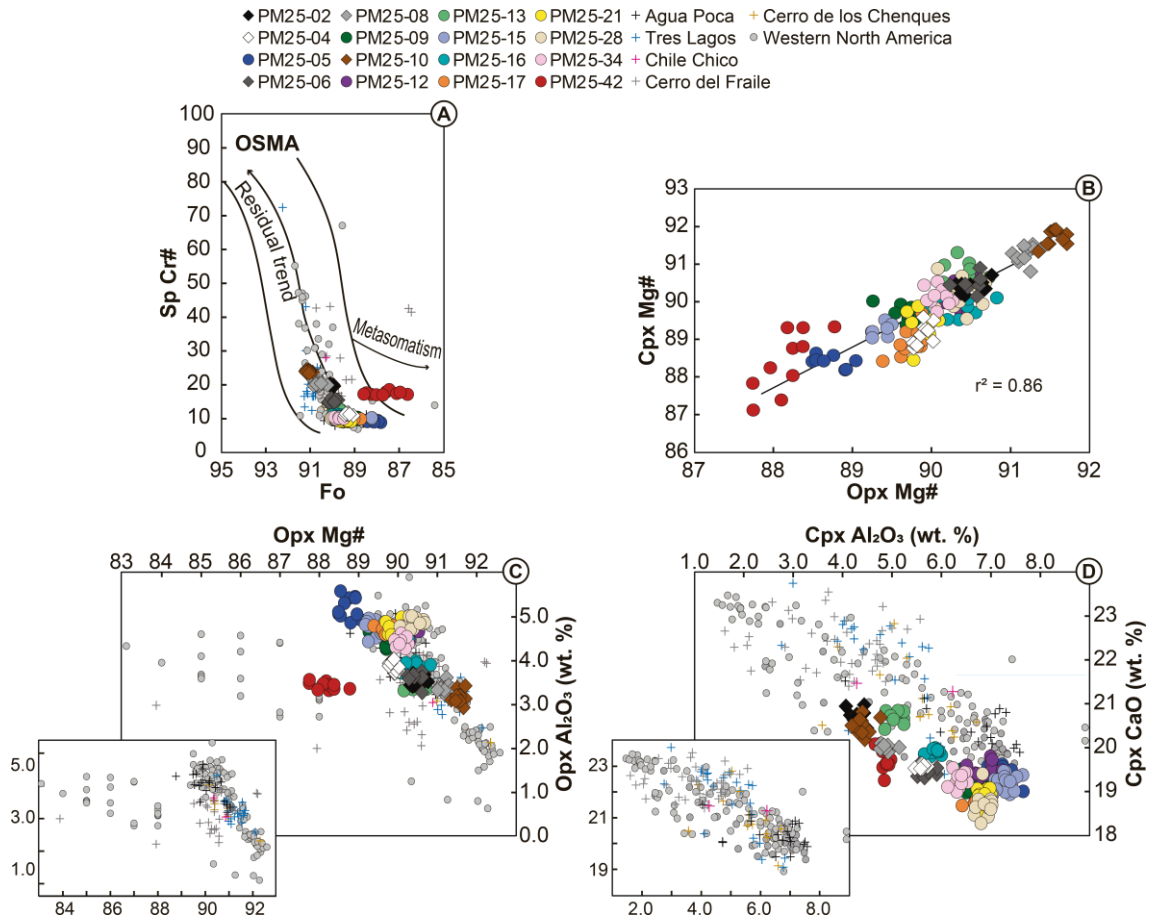 PM25-02 PM25-08 PM25-13 PM25-21 Agua Poca Cerro de los Chenques
PM25-04 PM25-09 PM25-15 PM25-28 Tres Lagos Western North America
PM25-05 PM25-10 PM25-16 PM25-34 Chile Chico
PM25-06 PM25-12 PM25-17 PM25-42 Cerro del Fraile
A
100
90
80
70
60
50
40
30
20
10
0
Sp Cr#
OSMA
Residual trend
Metasomatism
95 93 91 89 87 85
Fo
B
93
92
91
90
89
88
87
86
Cpx Mg#
r² = 0.86
87 88 89 90 91 92
Opx Mg#
Opx Mg#
83 84 85 86 87 88 89 90 91 92
C
5.0
4.0
3.0
2.0
1.0
0.0
Opx Al₂O₃ (wt. %)
5.0
3.0
1.0
83 84 86 88 90 92
Cpx Al₂O₃ (wt. %)
1.0 2.0 3.0 4.0 5.0 6.0 7.0 8.0
D
23
22
21
20
19
18
Cpx CaO (wt. %)
23
21
19
2.0 4.0 6.0 8.0